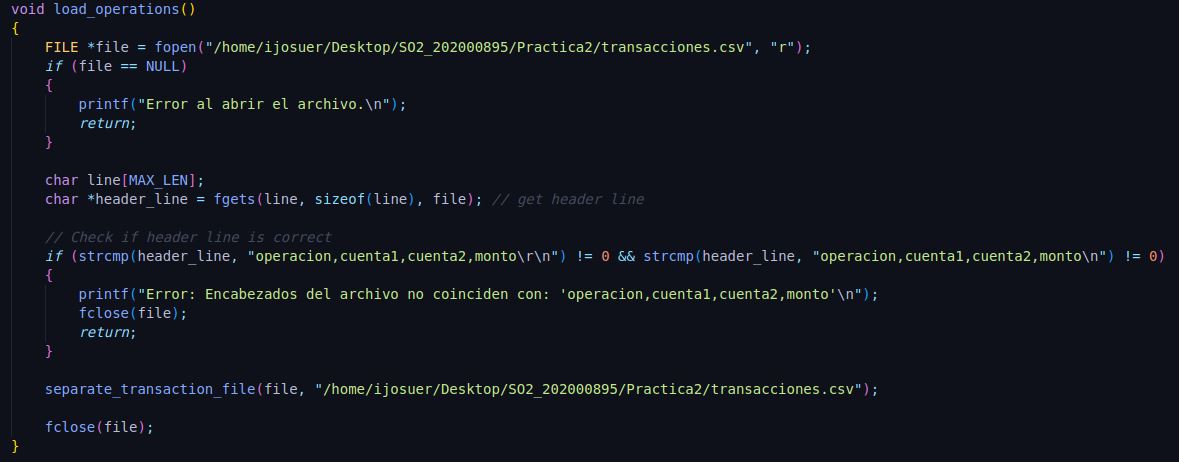 void load_operations()
{
    FILE *file = fopen("/home/ijosuer/Desktop/SO2_202000895/Practica2/transacciones.csv", "r");
    if (file == NULL)
    {
        printf("Error al abrir el archivo.\n");
        return;
    }
    char line[MAX_LEN];
    char *header_line = fgets(line, sizeof(line), file); // get header line
    // Check if header line is correct
    if (strcmp(header_line, "operacion,cuenta1,cuenta2,monto\r\n") != 0 && strcmp(header_line, "operacion,cuenta1,cuenta2,monto\n") != 0)
    {
        printf("Error: Encabezados del archivo no coinciden con: 'operacion,cuenta1,cuenta2,monto'\n");
        fclose(file);
        return;
    }
    separate_transaction_file(file, "/home/ijosuer/Desktop/SO2_202000895/Practica2/transacciones.csv");
    fclose(file);
}